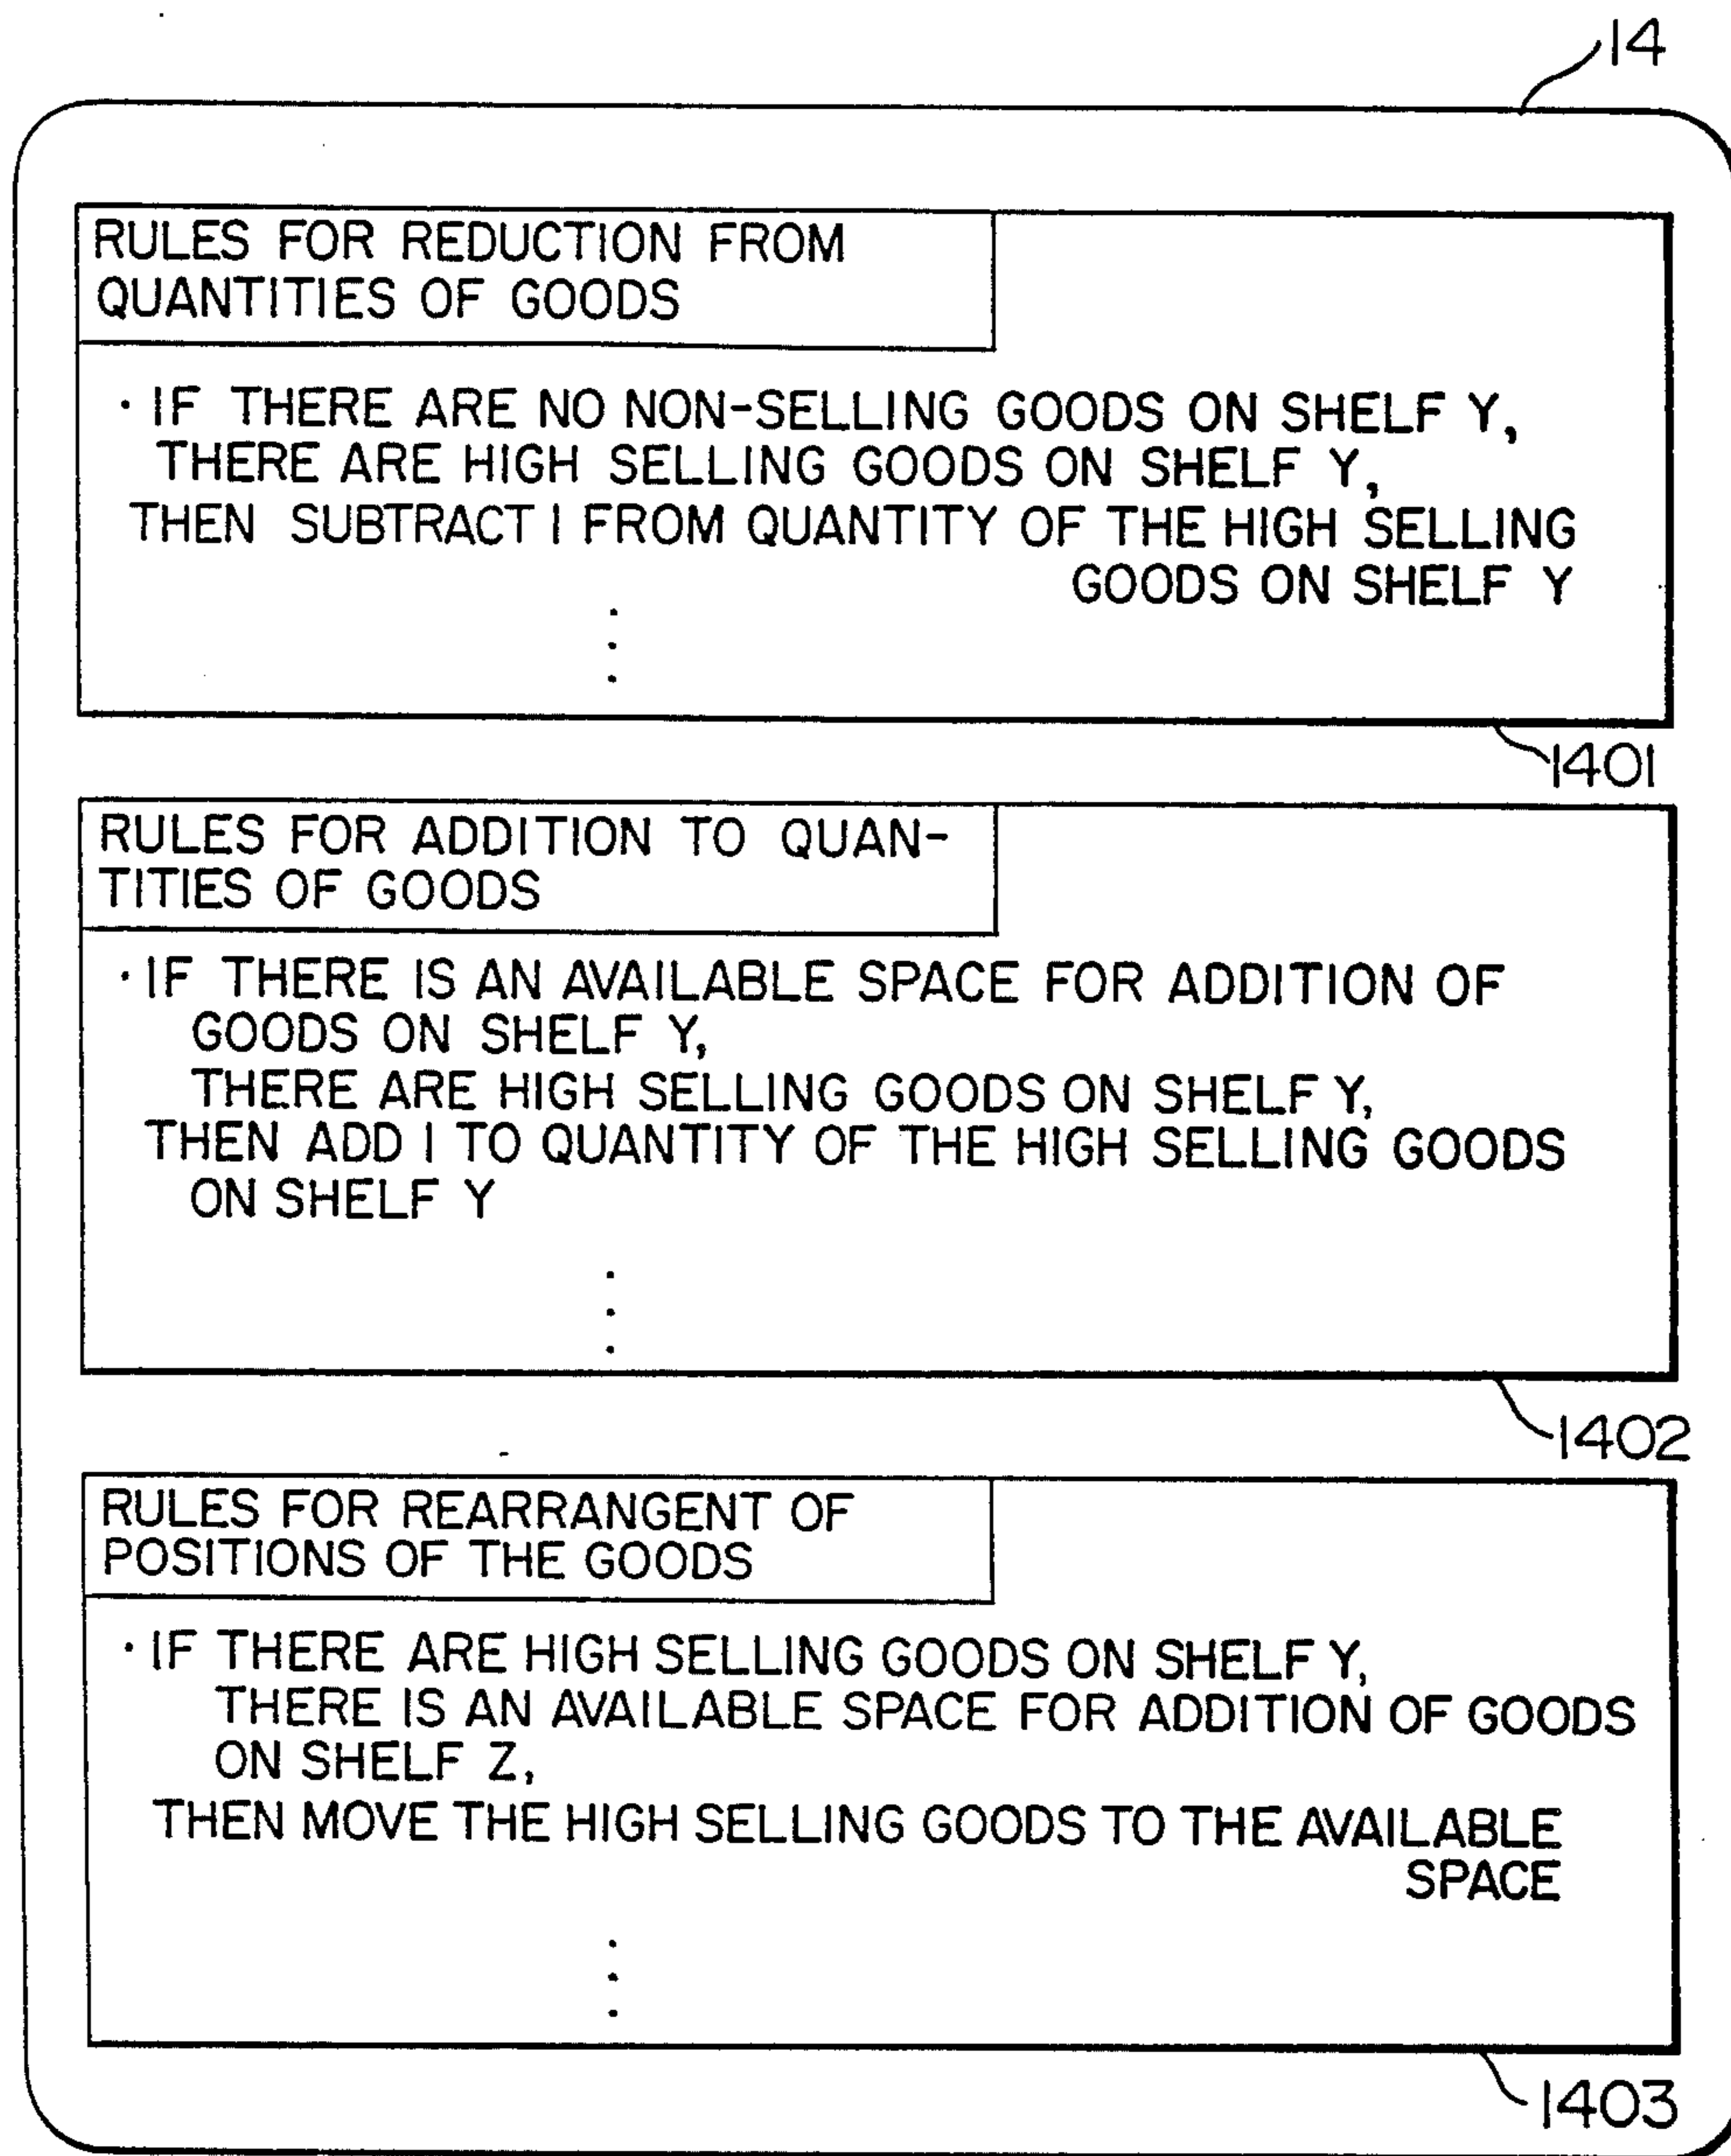 14
RULES FOR REDUCTION FROM
QUANTITIES OF GOODS
· IF THERE ARE NO NON-SELLING GOODS ON SHELF Y,
THERE ARE HIGH SELLING GOODS ON SHELF Y,
THEN SUBTRACT 1 FROM QUANTITY OF THE HIGH SELLING
GOODS ON SHELF Y
1401
RULES FOR ADDITION TO QUAN-
TITIES OF GOODS
· IF THERE IS AN AVAILABLE SPACE FOR ADDITION OF
GOODS ON SHELF Y,
THERE ARE HIGH SELLING GOODS ON SHELF Y,
THEN ADD 1 TO QUANTITY OF THE HIGH SELLING GOODS
ON SHELF Y
1402
RULES FOR REARRANGENT OF
POSITIONS OF THE GOODS
· IF THERE ARE HIGH SELLING GOODS ON SHELF Y,
THERE IS AN AVAILABLE SPACE FOR ADDITION OF GOODS
ON SHELF Z,
THEN MOVE THE HIGH SELLING GOODS TO THE AVAILABLE
SPACE
1403